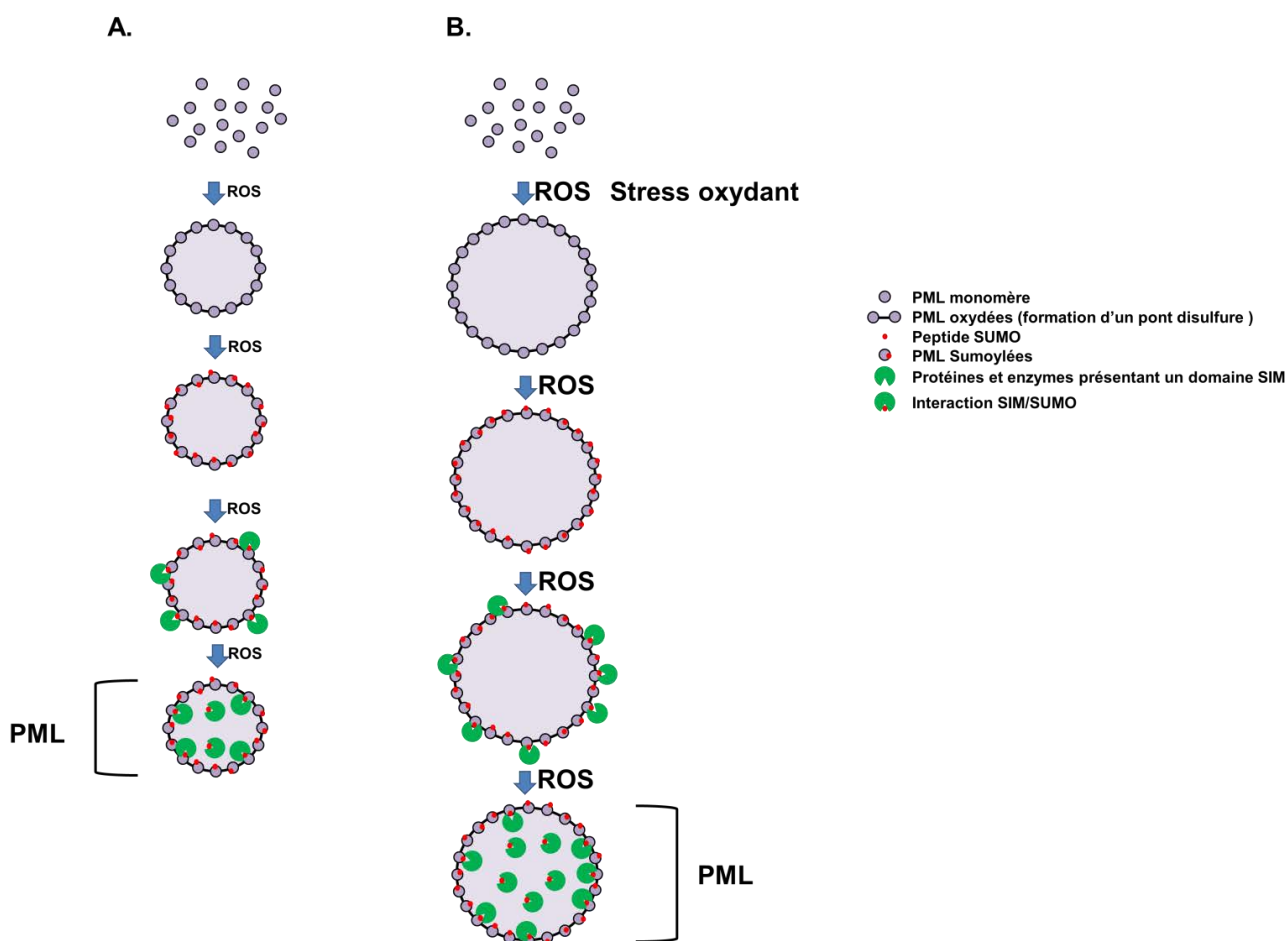 A.
B.
ROS
ROS Stress oxydant
ROS
ROS
ROS
ROS
ROS
ROS
PML
PML
PML monomère
PML oxydées (formation d'un pont disulfure )
Peptide SUMO
PML Sumoylées
Protéines et enzymes présentant un domaine SIM
Interaction SIM/SUMO